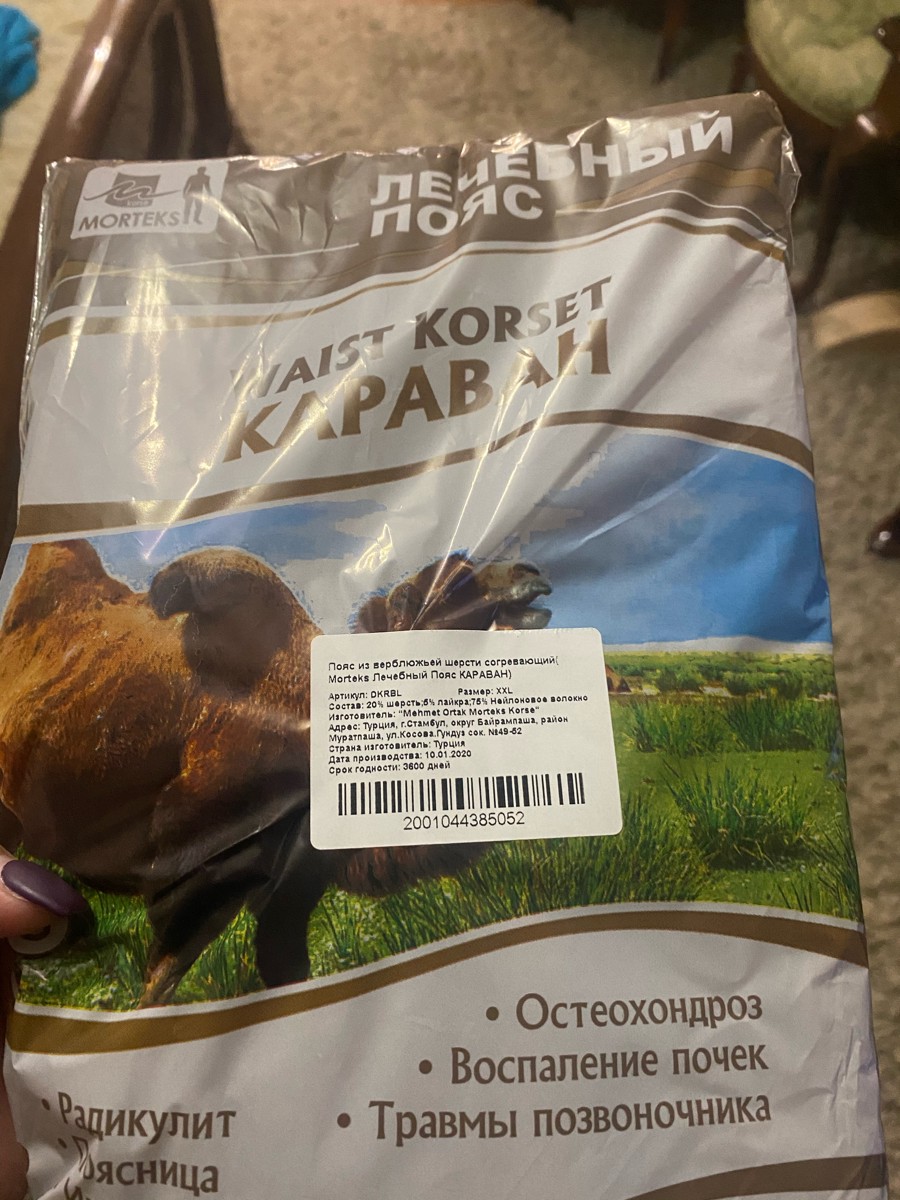 MORTEKS
ЛЕЧЕБНЫЙ
ПОЯС
WAIST KORSET
КАРАВАН
Пояс из верблюжьей шерсти согревающий(
Morteks Лечебный Пояс КАРАВАН)
Артикул: DKRBL Размер: XXL
Состав: 20% шерсть;5% лайкра;75% Нейлоновое волокно
Изготовитель: "Mehmet Ortak Morteks Korse"
Адрес: Турция, г.Стамбул, округ Байрампаша, район
Муратпаша, ул.Косова.Гундуз сок. №49-52
Страна изготовитель: Турция
Дата производства: 10.01.2020
Срок годности: 3600 дней
2001044385052
• Остеохондроз
• Воспаление почек
• Травмы позвоночника
• Радикулит
• Поясница